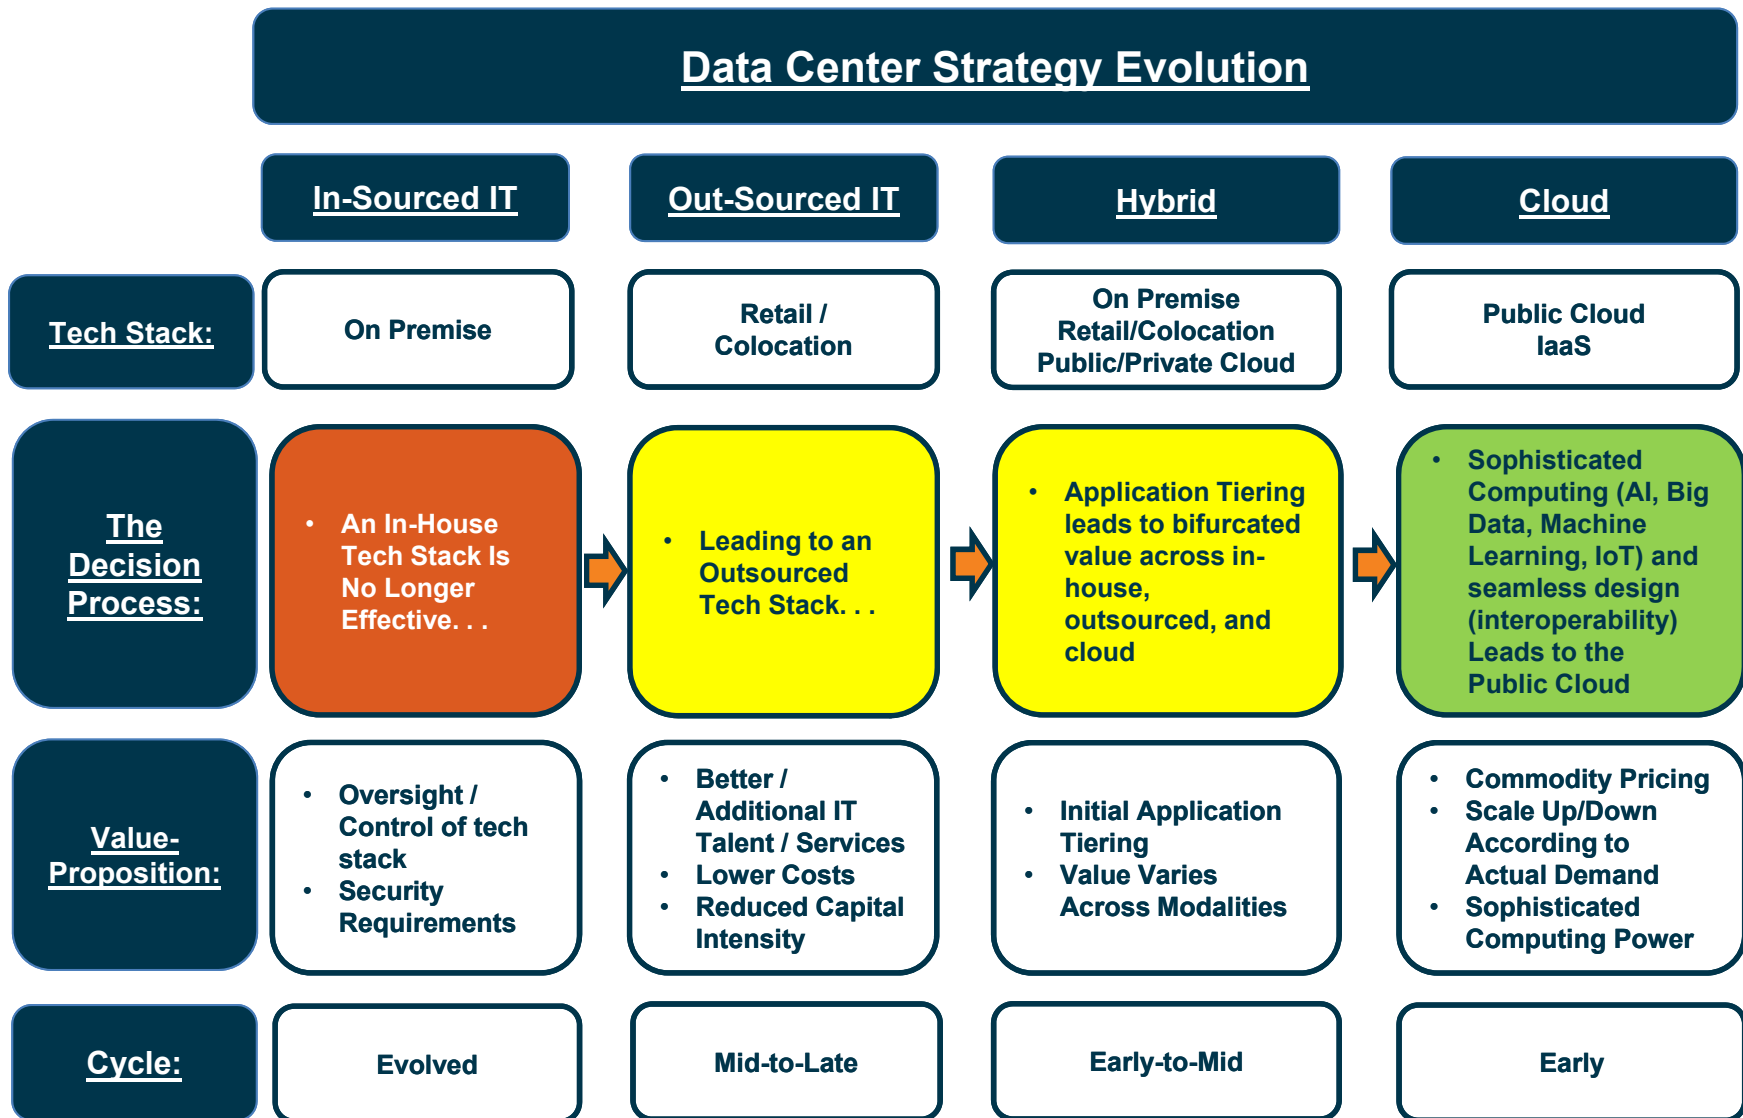 Data Center Strategy Evolution
In-Sourced IT
Out-Sourced IT
Hybrid
Cloud
Tech Stack:
On Premise
Retail /
Colocation
On Premise
Retail/Colocation
Public/Private Cloud
Public Cloud
IaaS
The
Decision
Process:
• An In-House
Tech Stack Is
No Longer
Effective. . .
• Leading to an
Outsourced
Tech Stack. . .
• Application Tiering
leads to bifurcated
value across in-
house,
outsourced, and
cloud
• Sophisticated
Computing (AI, Big
Data, Machine
Learning, IoT) and
seamless design
(interoperability)
Leads to the
Public Cloud
Value-
Proposition:
• Oversight /
Control of tech
stack
• Security
Requirements
• Better /
Additional IT
Talent / Services
• Lower Costs
• Reduced Capital
Intensity
• Initial Application
Tiering
• Value Varies
Across Modalities
• Commodity Pricing
• Scale Up/Down
According to
Actual Demand
• Sophisticated
Computing Power
Cycle:
Evolved
Mid-to-Late
Early-to-Mid
Early